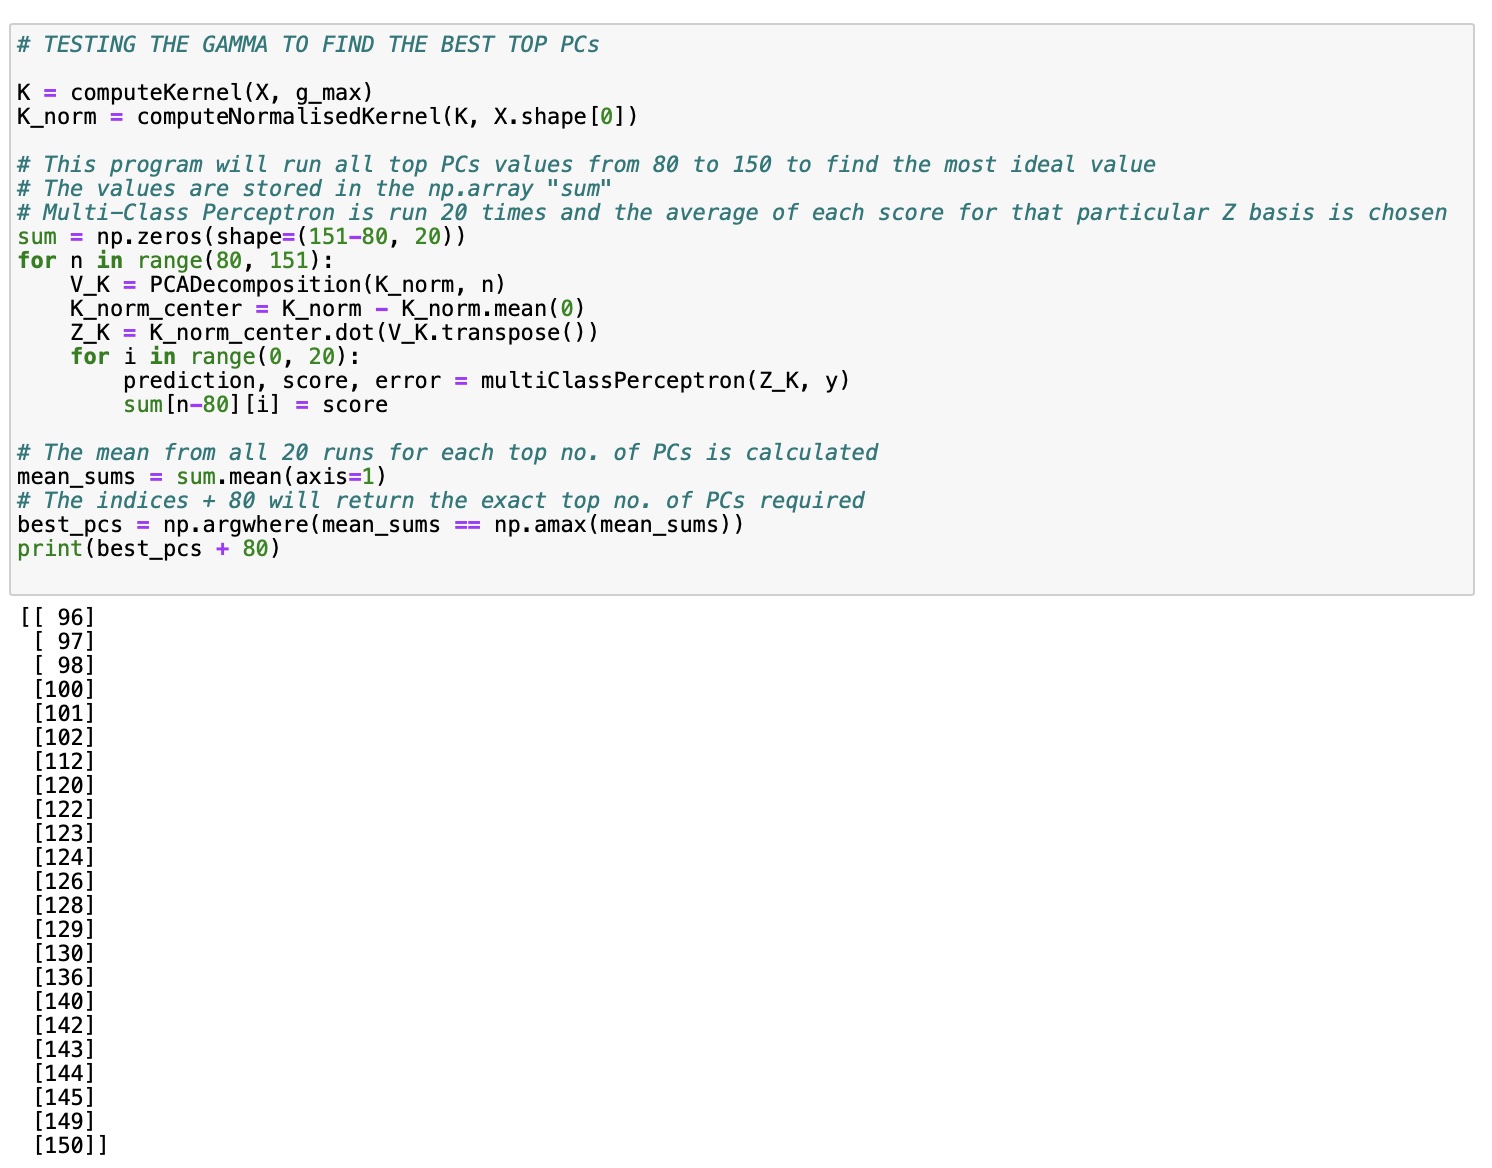 # TESTING THE GAMMA TO FIND THE BEST TOP PCs
K = computeKernel(X, g_max)
K_norm = computeNormalisedKernel(K, X.shape[0])
# This program will run all top PCs values from 80 to 150 to find the most ideal value
# The values are stored in the np.array "sum"
# Multi-Class Perceptron is run 20 times and the average of each score for that particular Z basis is chosen
sum = np.zeros(shape=(151-80, 20))
for n in range(80, 151):
    V_K = PCADecomposition(K_norm, n)
    K_norm_center = K_norm - K_norm.mean(0)
    Z_K = K_norm_center.dot(V_K.transpose())
    for i in range(0, 20):
        prediction, score, error = multiClassPerceptron(Z_K, y)
        sum[n-80][i] = score
# The mean from all 20 runs for each top no. of PCs is calculated
mean_sums = sum.mean(axis=1)
# The indices + 80 will return the exact top no. of PCs required
best_pcs = np.argwhere(mean_sums == np.amax(mean_sums))
print(best_pcs + 80)
[[ 96]
 [ 97]
 [ 98]
 [100]
 [101]
 [102]
 [112]
 [120]
 [122]
 [123]
 [124]
 [126]
 [128]
 [129]
 [130]
 [136]
 [140]
 [142]
 [143]
 [144]
 [145]
 [149]
 [150]]